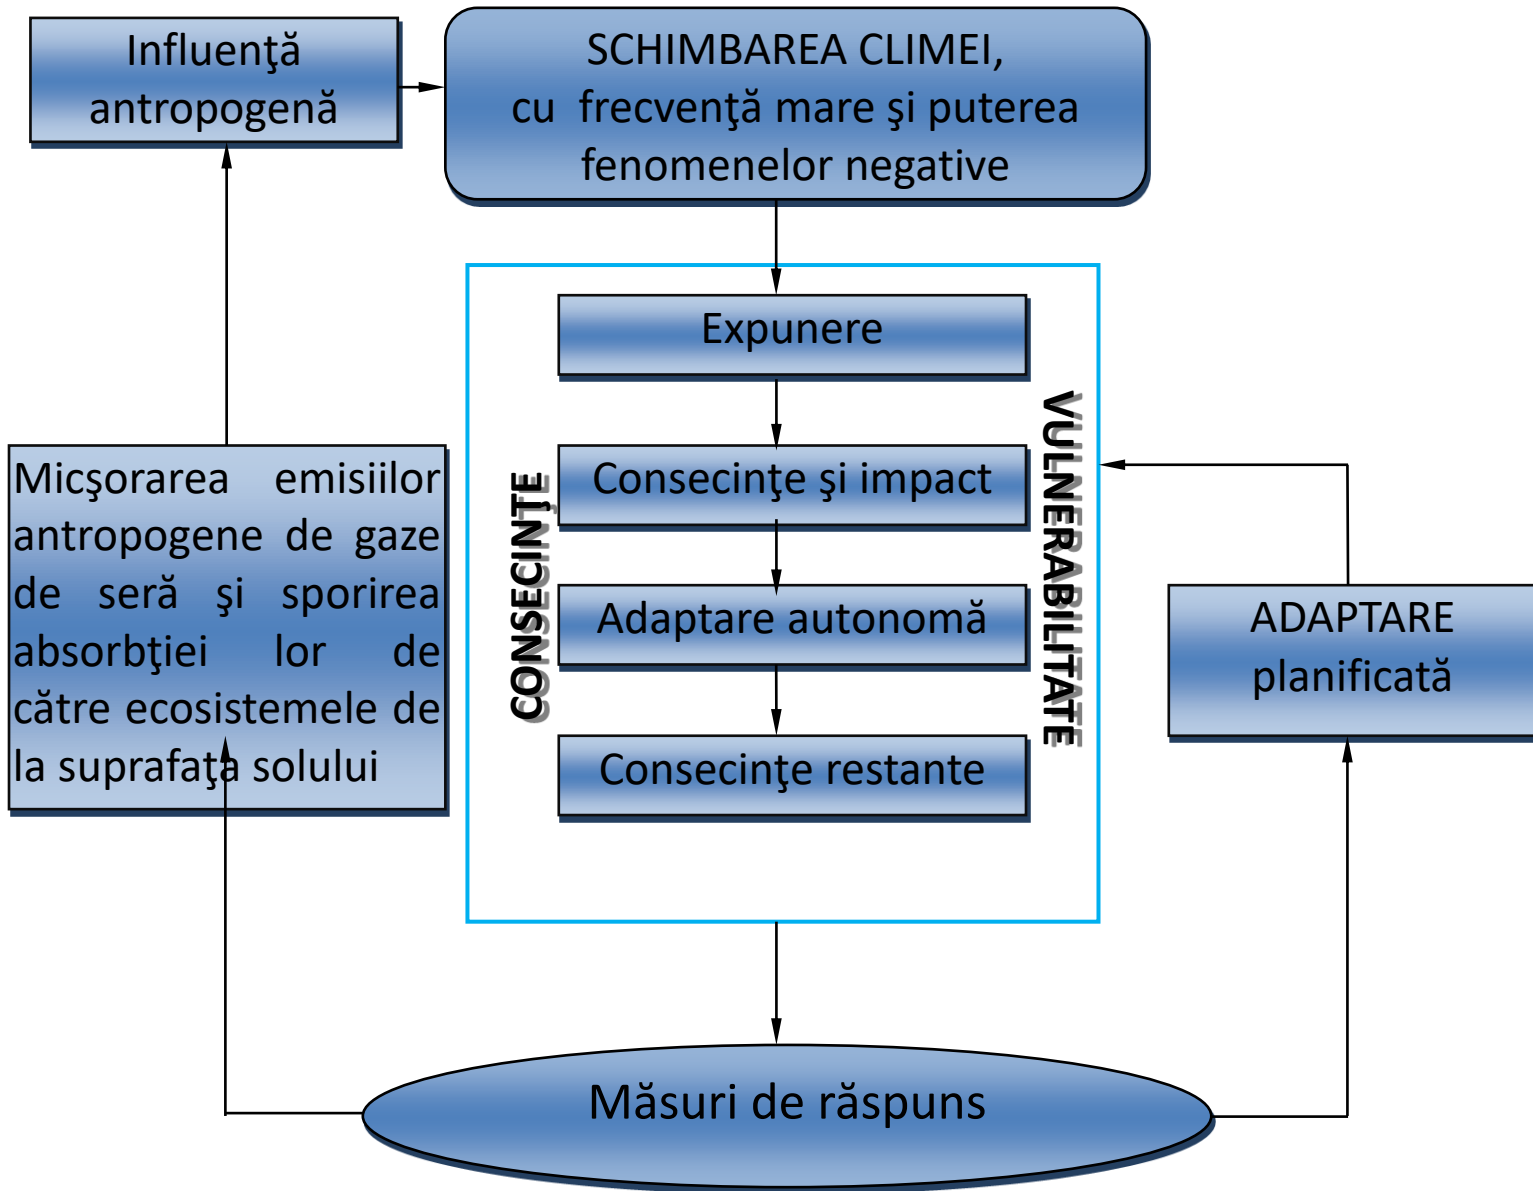 Influenţă
antropogenă
SCHIMBAREA CLIMEI,
cu frecvenţă mare şi puterea
fenomenelor negative
Expunere
Consecinţe şi impact
Adaptare autonomă
Consecinţe restante
CONSECINŢE
VULNERABILITATE
Micşorarea emisiilor
antropogene de gaze
de seră şi sporirea
absorbţiei lor de
către ecosistemele de
la suprafaţa solului
ADAPTARE
planificată
Măsuri de răspuns